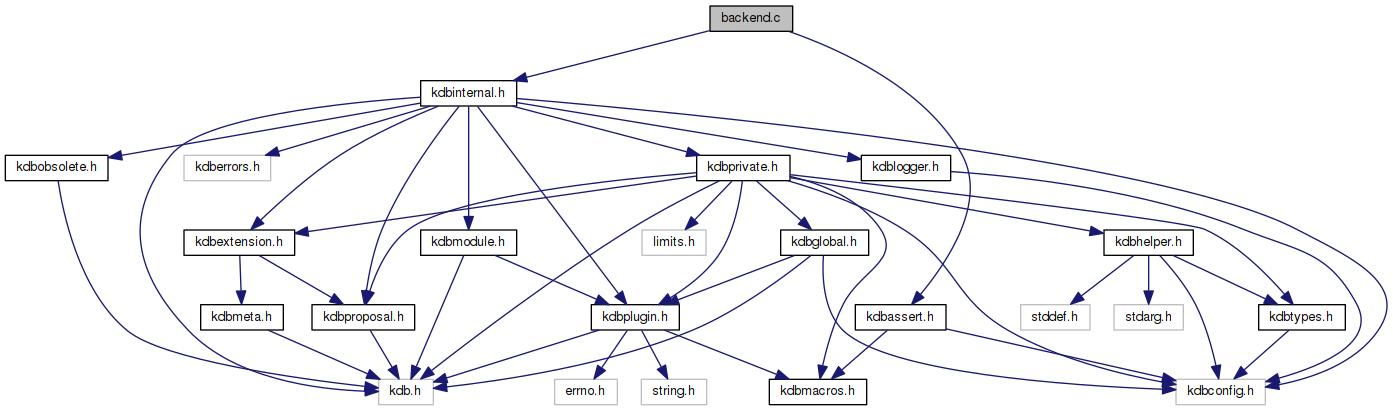 backend.c
kdbinternal.h
kdbobsolete.h
kdberrors.h
kdbprivate.h
kdblogger.h
kdbextension.h
kdbmodule.h
limits.h
kdbglobal.h
kdbhelper.h
kdbmeta.h
kdbproposal.h
kdbplugin.h
kdbassert.h
stddef.h
stdarg.h
kdbtypes.h
kdb.h
errno.h
string.h
kdbmacros.h
kdbconfig.h